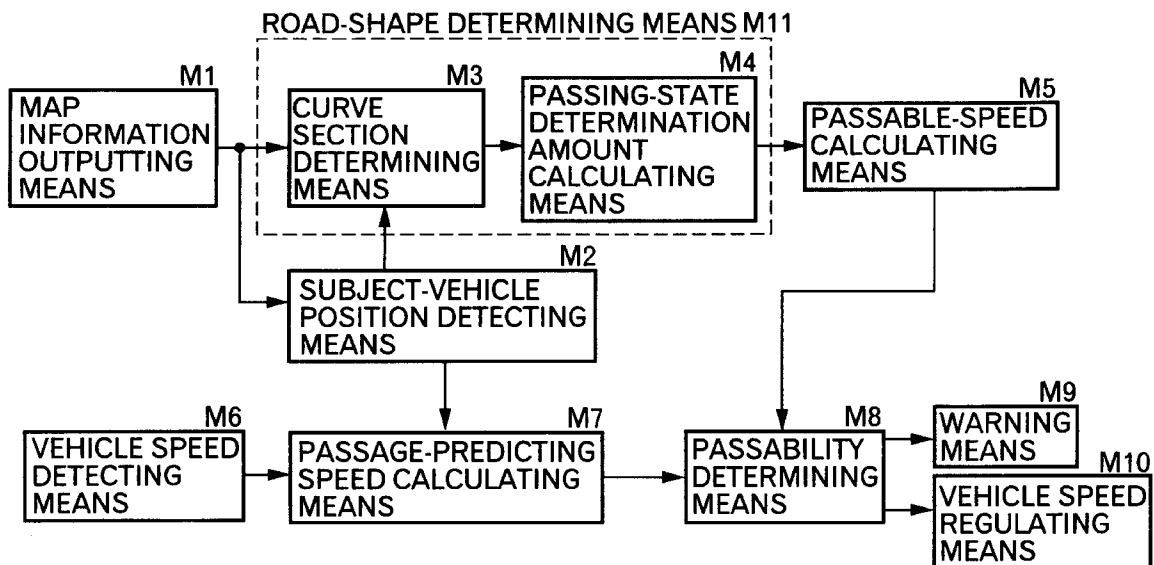 ROAD-SHAPE DETERMINING MEANS M11
M1
MAP
INFORMATION
OUTPUTTING
MEANS
M3
CURVE
SECTION
DETERMINING
MEANS
M4
PASSING-STATE
DETERMINATION
AMOUNT
CALCULATING
MEANS
M5
PASSABLE-SPEED
CALCULATING
MEANS
M2
SUBJECT-VEHICLE
POSITION DETECTING
MEANS
M6
VEHICLE SPEED
DETECTING
MEANS
M7
PASSAGE-PREDICTING
SPEED CALCULATING
MEANS
M8
PASSABILITY
DETERMINING
MEANS
M9
WARNING
MEANS
M10
VEHICLE SPEED
REGULATING
MEANS